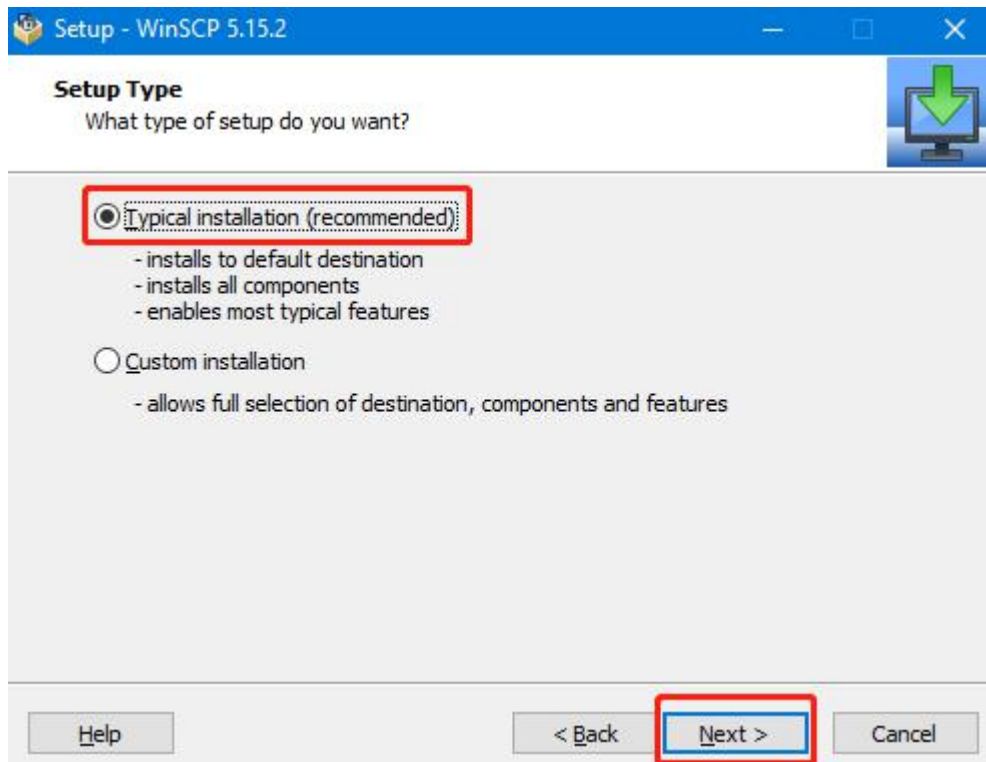 Setup - WinSCP 5.15.2
Setup Type
What type of setup do you want?
Typical installation (recommended)
- installs to default destination
- installs all components
- enables most typical features
Custom installation
- allows full selection of destination, components and features
Help
< Back
Next >
Cancel